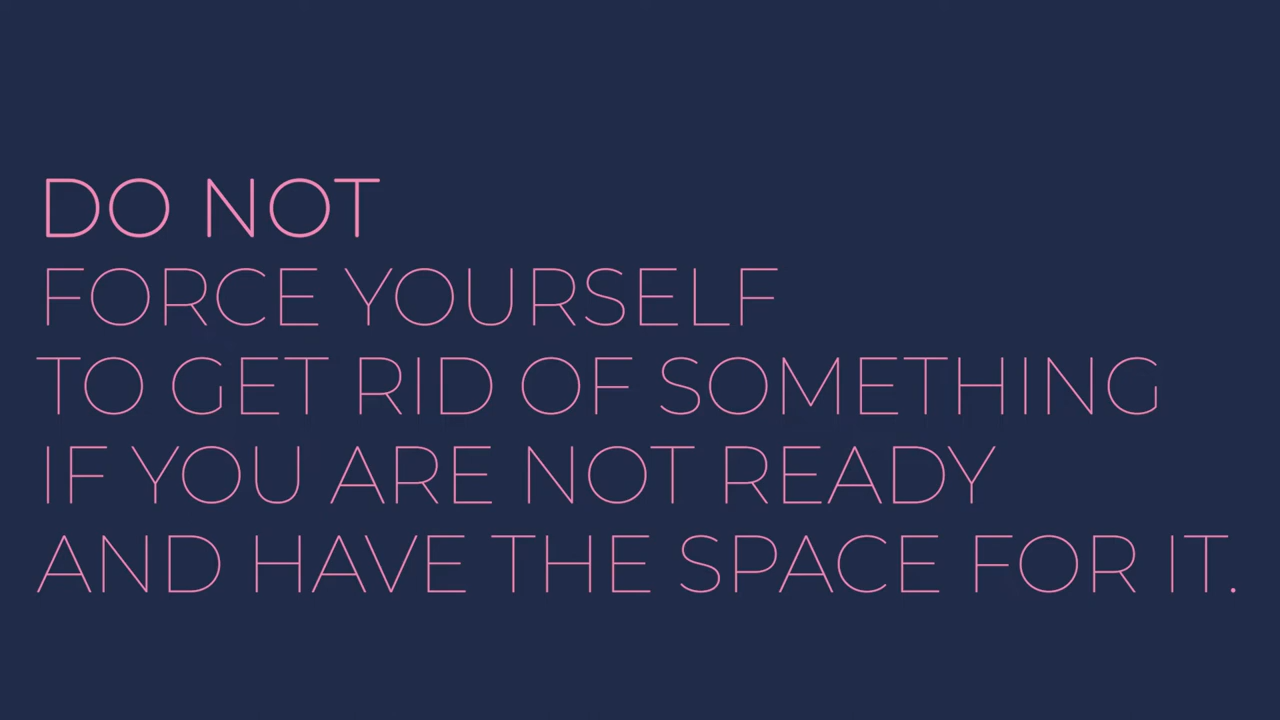 DO NOT
FORCE YOURSELF
TO GET RID OF SOMETHING
IF YOU ARE NOT READY
AND HAVE THE SPACE FOR IT.